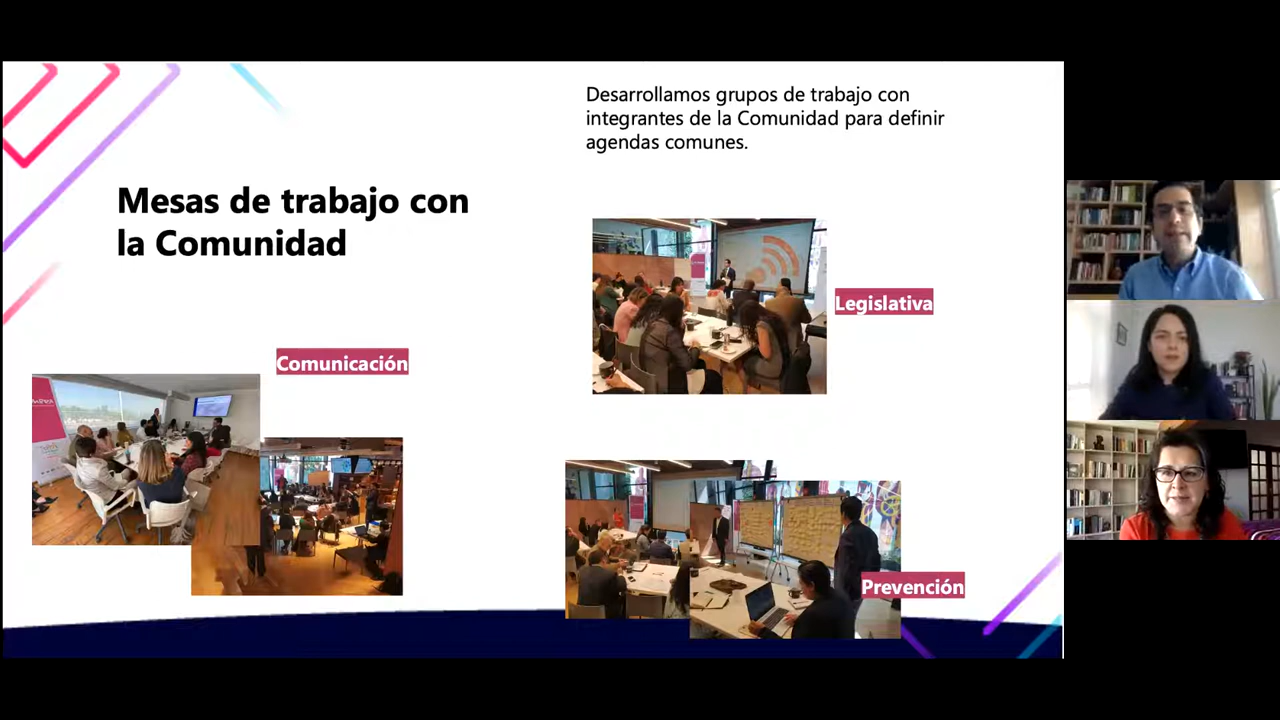 Desarrollamos grupos de trabajo con
integrantes de la Comunidad para definir
agendas comunes.
Mesas de trabajo con
la Comunidad
Legislativa
Comunicación
Prevención